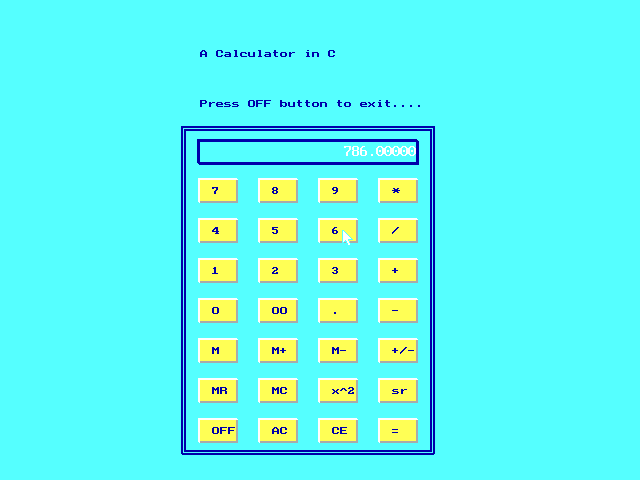 A Calculator in C
Press OFF button to exit....
786.00000
7 8 9 *
4 5 6 /
1 2 3 +
0 00 . -
M M+ M- +/-
MR MC x^2 sr
OFF AC CE =